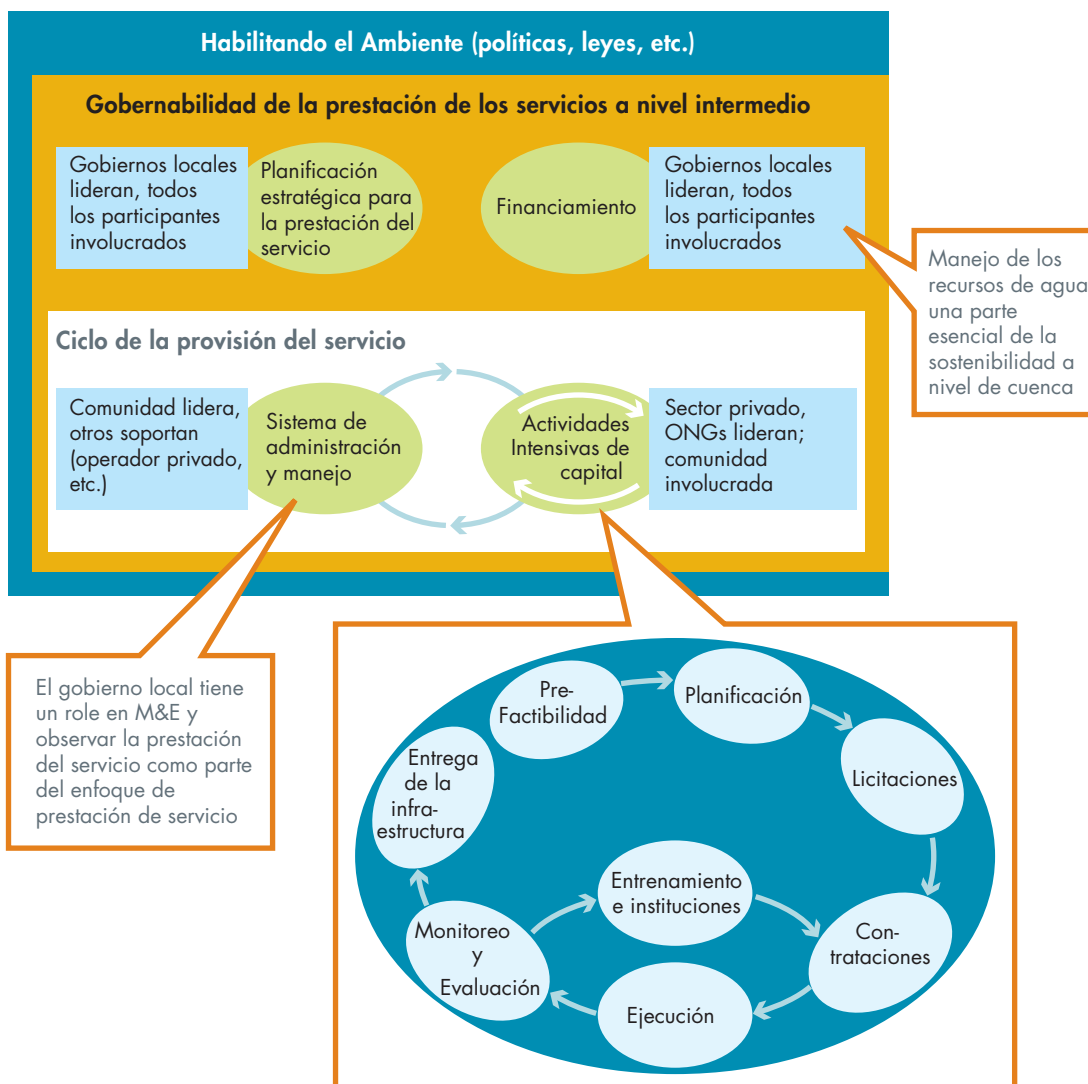 Habilitando el Ambiente (políticas, leyes, etc.)
Gobernabilidad de la prestación de los servicios a nivel intermedio
Gobiernos locales
lideran, todos
los participantes
involucrados
Planificación
estratégica para
la prestación del
servicio
Financiamiento
Gobiernos locales
lideran, todos
los participantes
involucrados
Manejo de los
recursos de agua
una parte
esencial de la
sostenibilidad a
nivel de cuenca
Ciclo de la provisión del servicio
Comunidad lidera,
otros soportan
(operador privado,
etc.)
Sistema de
administración
y manejo
Actividades
Intensivas de
capital
Sector privado,
ONGs lideran;
comunidad
involucrada
El gobierno local tiene
un role en M&E y
observar la prestación
del servicio como parte
del enfoque de
prestación de servicio
Pre-
Factibilidad
Planificación
Licitaciones
Con-
trataciones
Ejecución
Monitoreo
y
Evaluación
Entrenamiento
e instituciones
Entrega
de la
infra-
estructura